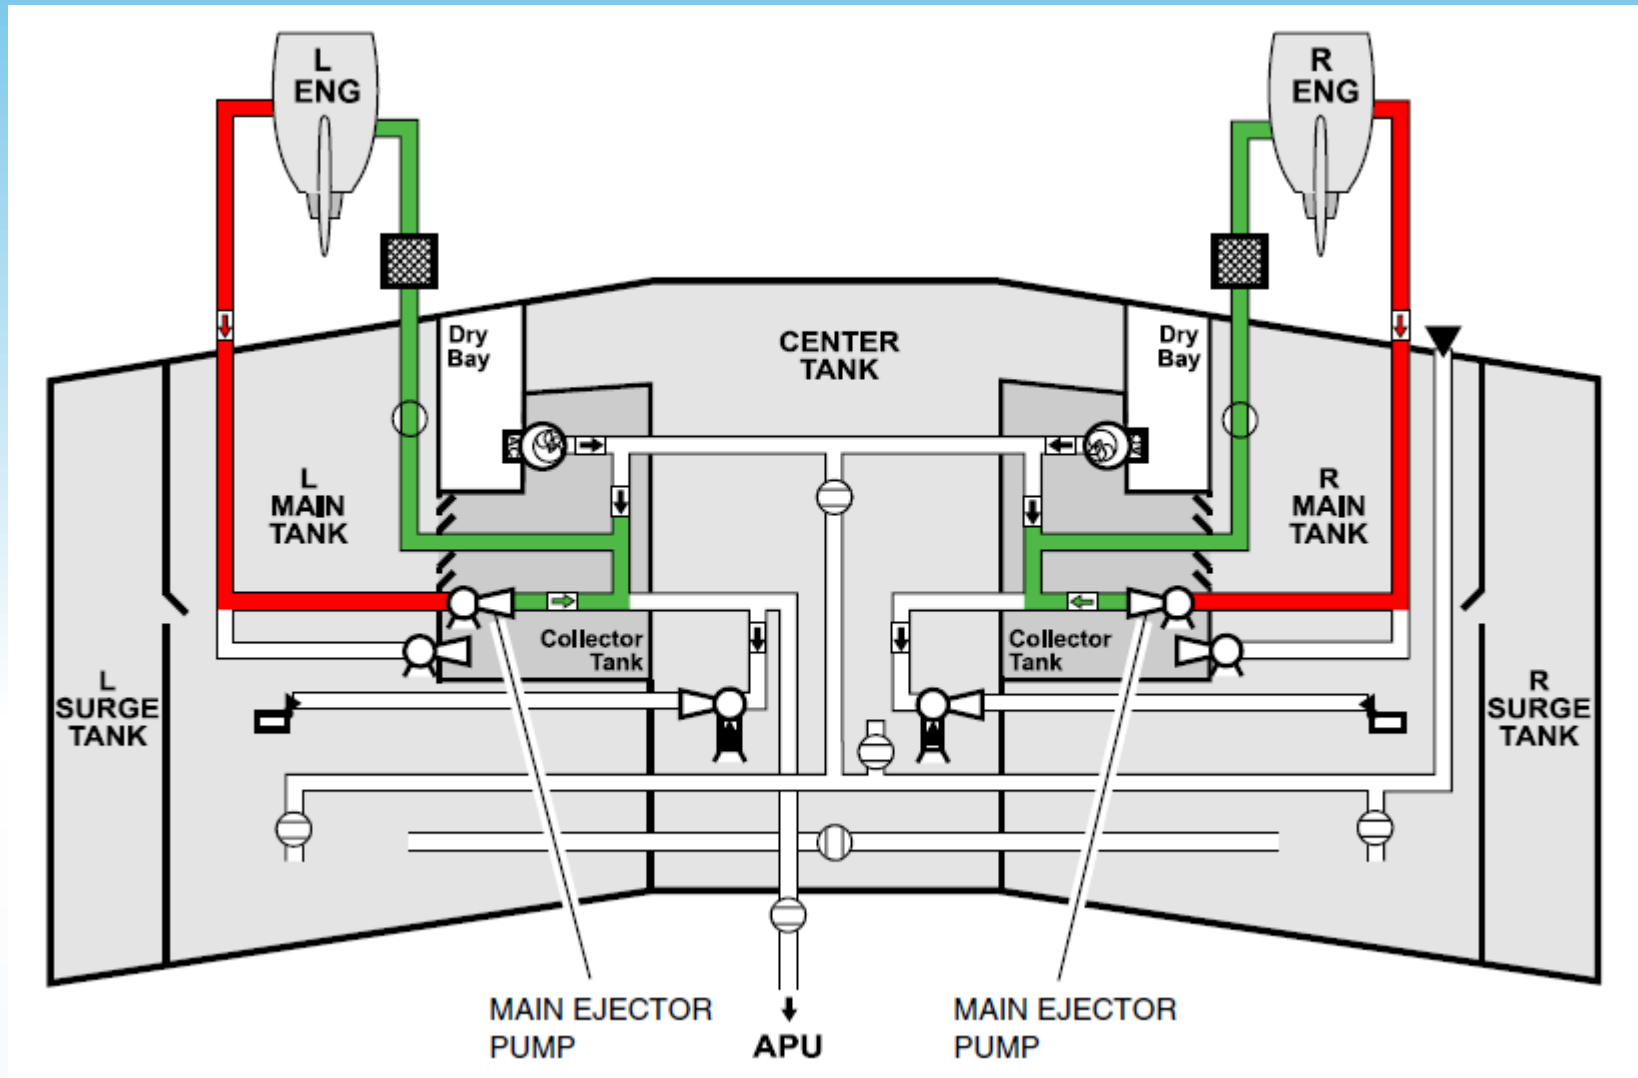 L
ENG
R
ENG
Dry
Bay
CENTER
TANK
Dry
Bay
L
MAIN
TANK
R
MAIN
TANK
Collector
Tank
Collector
Tank
L
SURGE
TANK
R
SURGE
TANK
MAIN EJECTOR
PUMP
APU
MAIN EJECTOR
PUMP